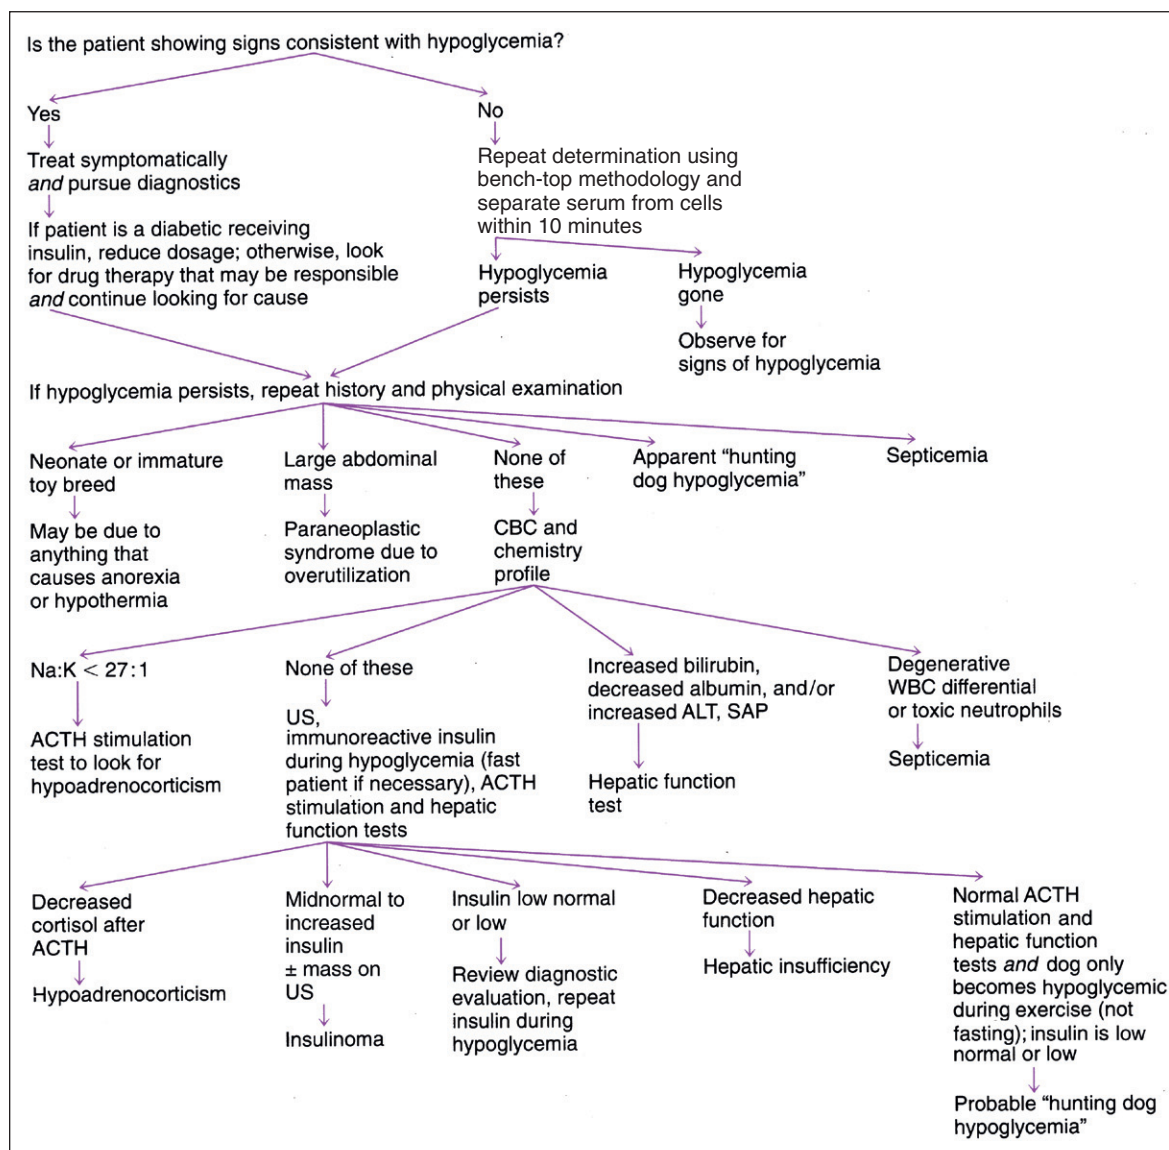 Is the patient showing signs consistent with hypoglycemia?
Yes
No
Treat symptomatically
and pursue diagnostics
Repeat determination using
bench-top methodology and
separate serum from cells
within 10 minutes
If patient is a diabetic receiving
insulin, reduce dosage; otherwise, look
for drug therapy that may be responsible
and continue looking for cause
Hypoglycemia
persists
Hypoglycemia
gone
Observe for
signs of hypoglycemia
If hypoglycemia persists, repeat history and physical examination
Neonate or immature
toy breed
Large abdominal
mass
None of
these
Apparent “hunting
dog hypoglycemia”
Septicemia
May be due to
anything that
causes anorexia
or hypothermia
Paraneoplastic
syndrome due to
overutilization
CBC and
chemistry
profile
Na:K < 27:1
None of these
Increased bilirubin,
decreased albumin, and/or
increased ALT, SAP
Degenerative
WBC differential
or toxic neutrophils
ACTH stimulation
test to look for
hypoadrenocorticism
US,
immunoreactive insulin
during hypoglycemia (fast
patient if necessary), ACTH
stimulation and hepatic
function tests
Hepatic function
test
Septicemia
Decreased
cortisol after
ACTH
Midnormal to
increased
insulin
± mass on
US
Insulin low normal
or low
Decreased hepatic
function
Normal ACTH
stimulation and
hepatic function
tests and dog only
becomes hypoglycemic
during exercise (not
fasting); insulin is low
normal or low
Hypoadrenocorticism
Insulinoma
Review diagnostic
evaluation, repeat
insulin during
hypoglycemia
Hepatic insufficiency
Probable “hunting dog
hypoglycemia”